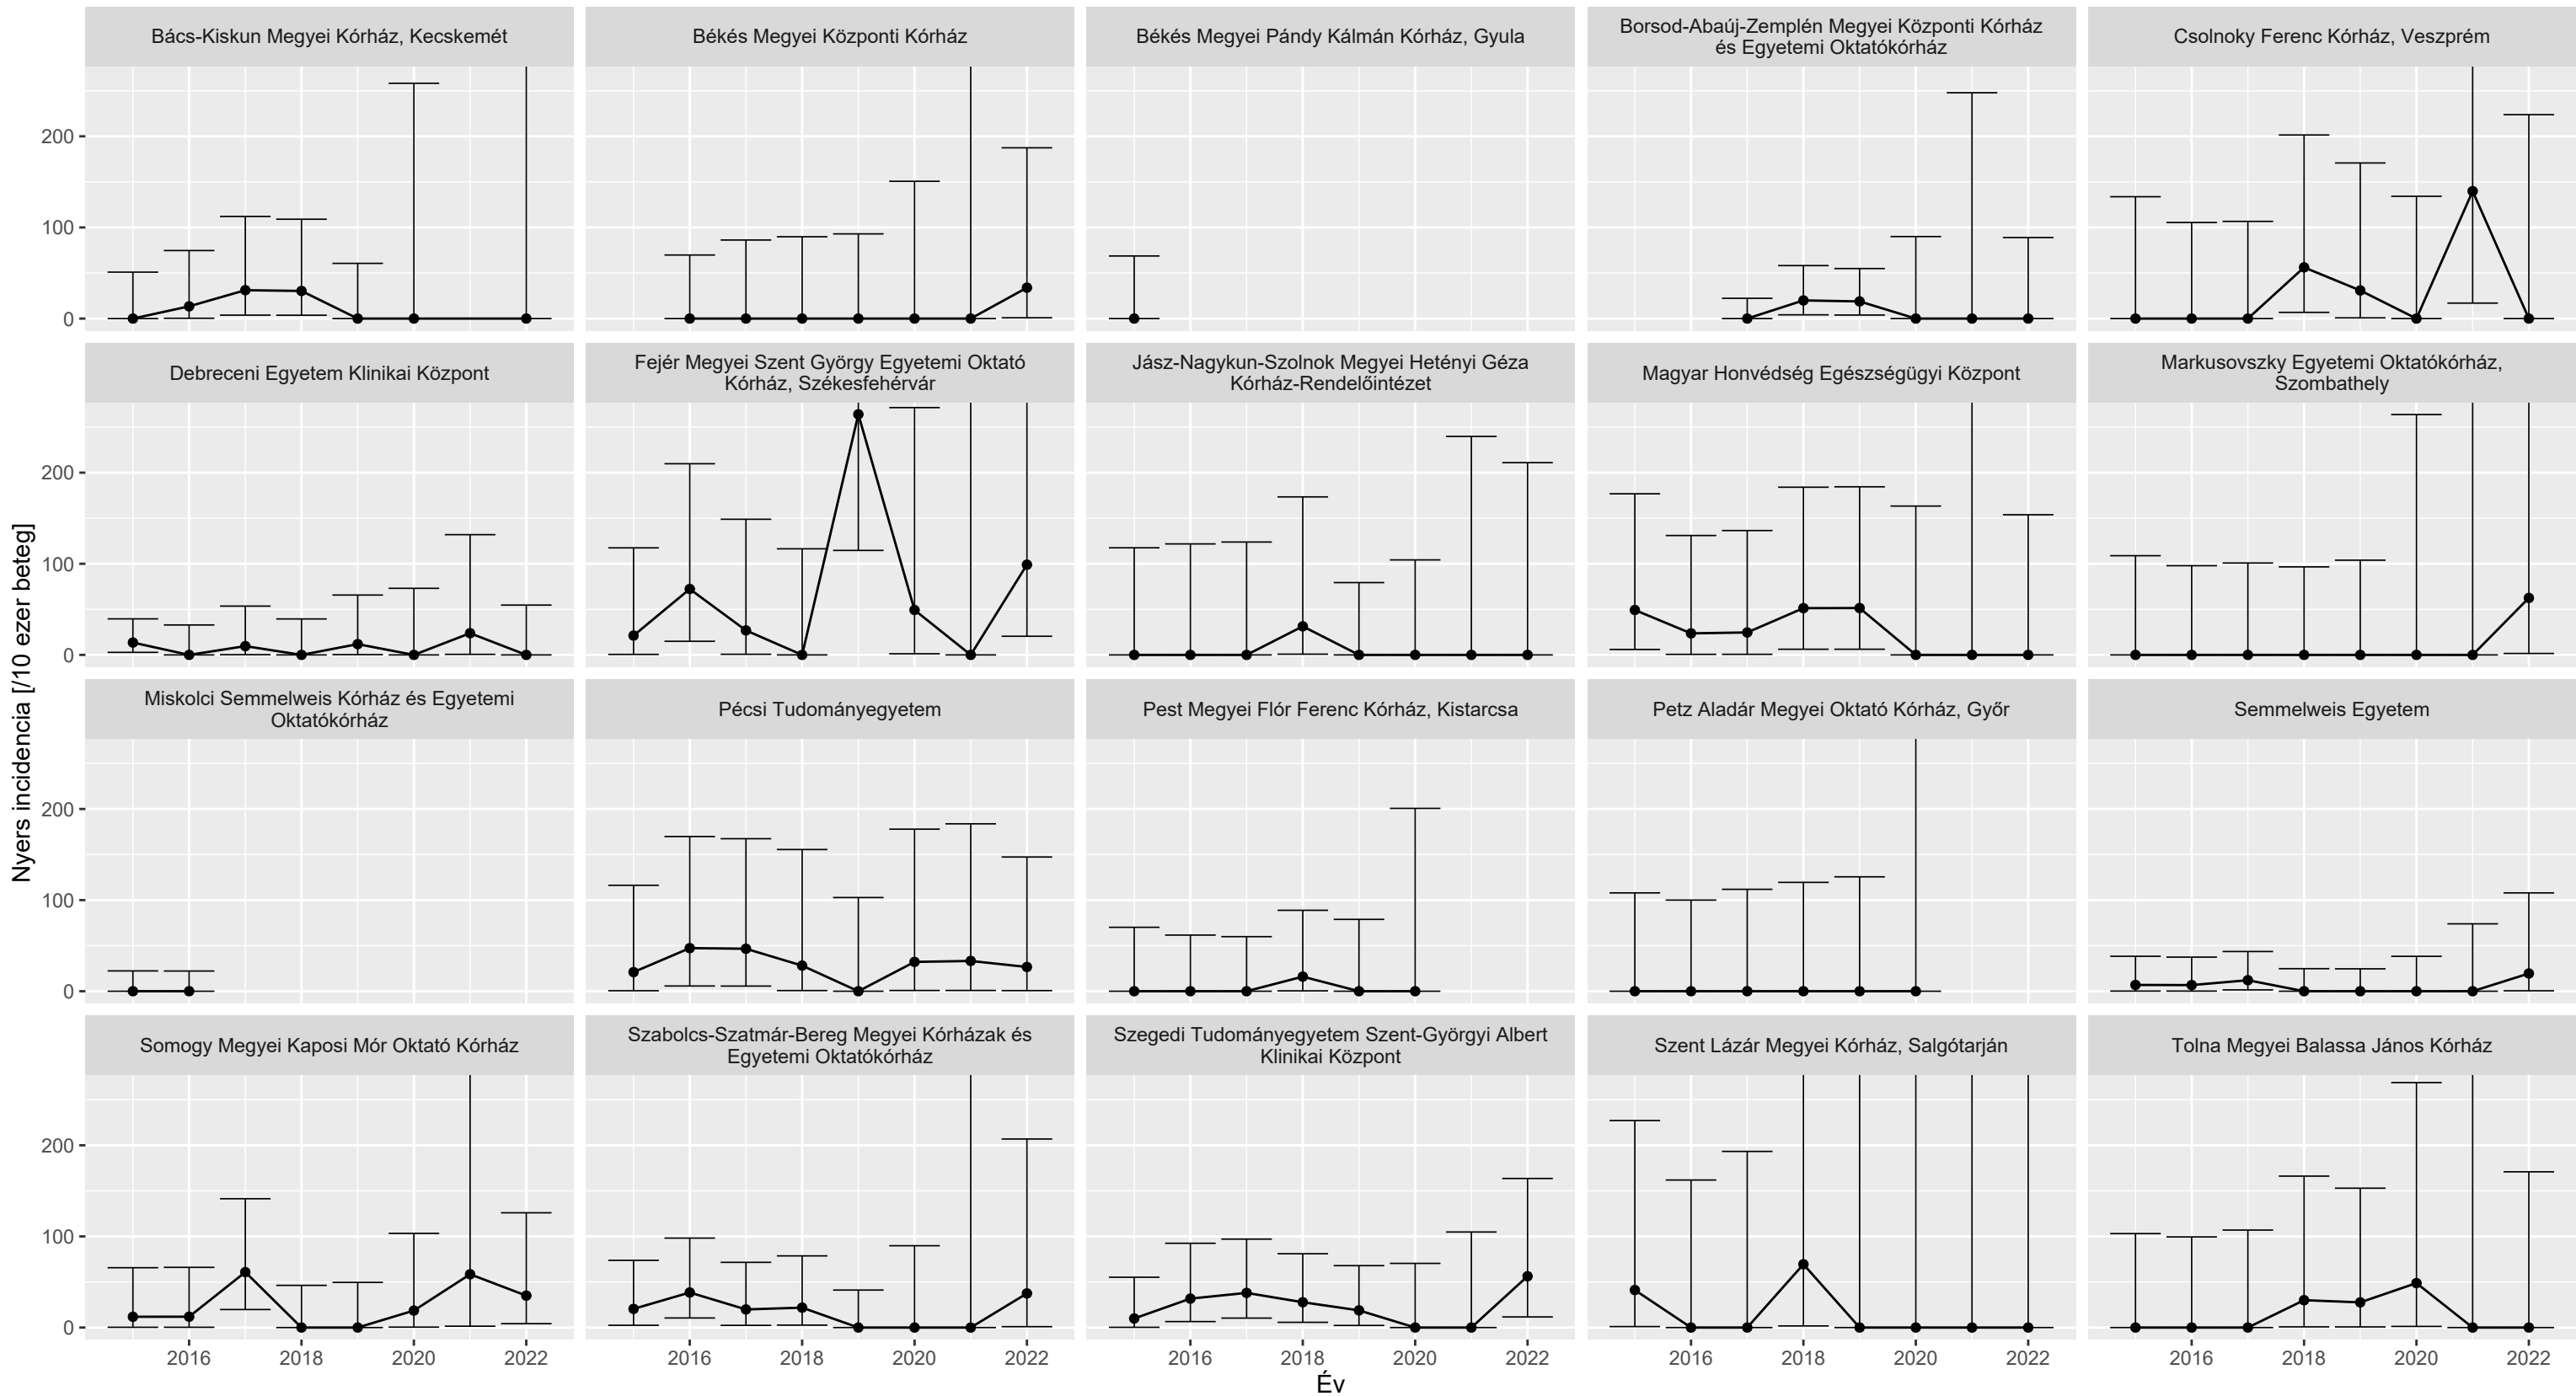 Bács-Kiskun Megyei Kórház, Kecskemét
Békés Megyei Központi Kórház
Békés Megyei Pándy Kálmán Kórház, Gyula
Borsod-Abaúj-Zemplén Megyei Központi Kórház
és Egyetemi Oktatókórház
Csolnoky Ferenc Kórház, Veszprém
200
100
0
Debreceni Egyetem Klinikai Központ
Fejér Megyei Szent György Egyetemi Oktató
Kórház, Székesfehérvár
Jász-Nagykun-Szolnok Megyei Hetényi Géza
Kórház-Rendelőintézet
Magyar Honvédség Egészségügyi Központ
Markusovszky Egyetemi Oktatókórház,
Szombathely
200
100
0
Nyers incidencia [/10 ezer beteg]
Miskolci Semmelweis Kórház és Egyetemi
Oktatókórház
Pécsi Tudományegyetem
Pest Megyei Flór Ferenc Kórház, Kistarcsa
Petz Aladár Megyei Oktató Kórház, Győr
Semmelweis Egyetem
200
100
0
Somogy Megyei Kaposi Mór Oktató Kórház
Szabolcs-Szatmár-Bereg Megyei Kórházak és
Egyetemi Oktatókórház
Szegedi Tudományegyetem Szent-Györgyi Albert
Klinikai Központ
Szent Lázár Megyei Kórház, Salgótarján
Tolna Megyei Balassa János Kórház
200
100
0
2016 2018 2020 2022
2016 2018 2020 2022
2016 2018 2020 2022
2016 2018 2020 2022
2016 2018 2020 2022
Év